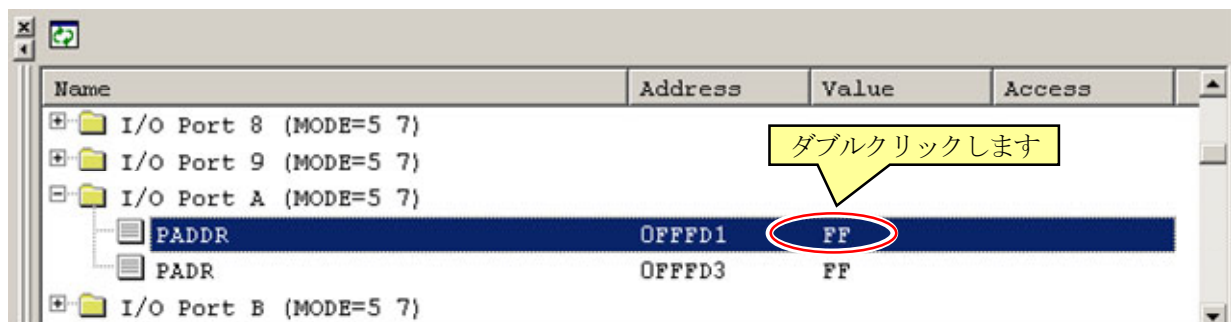 Name Address Value Access
I/O Port 8 (MODE=5 7)
ダブルクリックします
I/O Port 9 (MODE=5 7)
I/O Port A (MODE=5 7)
PADDR 0FFFD1 FF
PADR 0FFFD3 FF
I/O Port B (MODE=5 7)